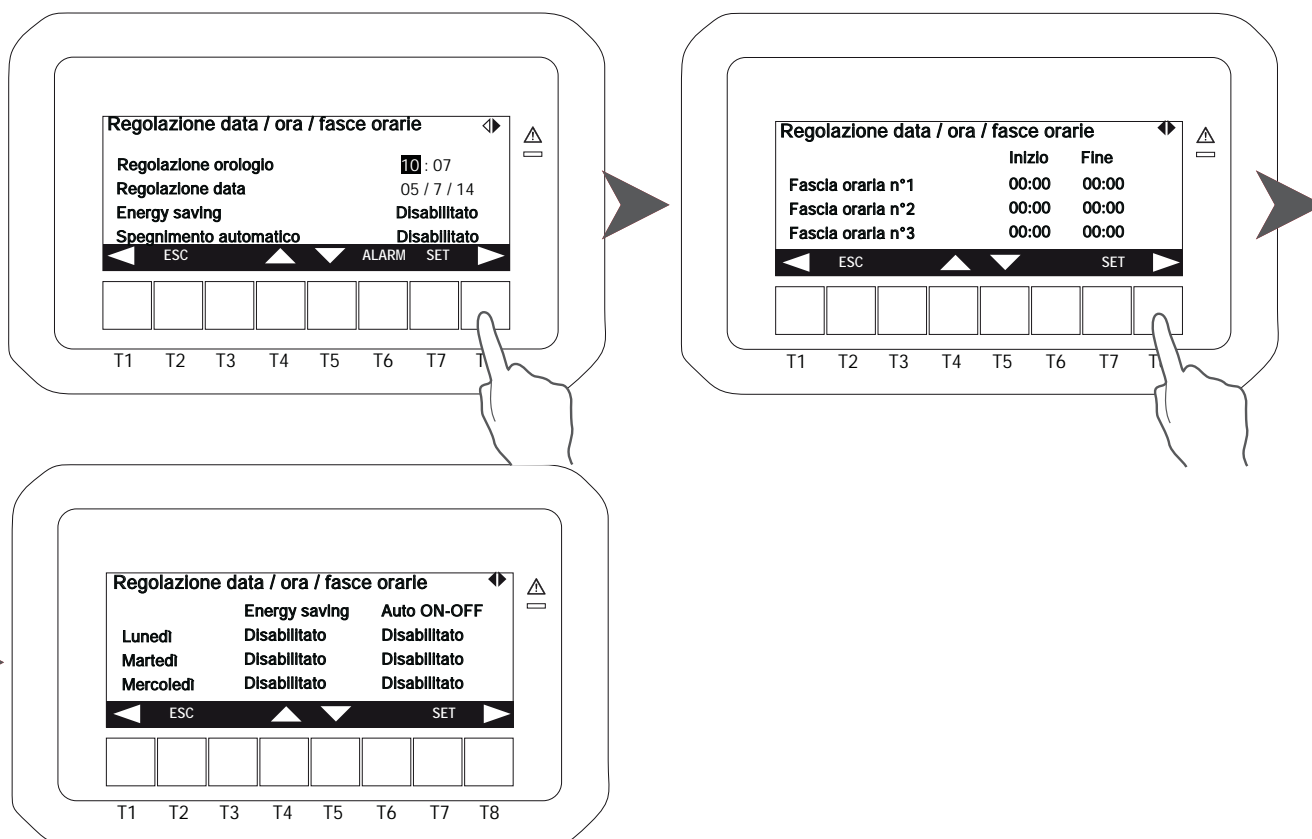 Regolazione data / ora / fasce orarie
Regolazione orologio 10 : 07
Regolazione data 05 / 7 / 14
Energy saving Disabilitato
Spegnimento automatico Disabilitato
ESC ALARM SET
T1 T2 T3 T4 T5 T6 T7 T
Regolazione data / ora / fasce orarie
Inizio Fine
Fascia oraria n°1 00:00 00:00
Fascia oraria n°2 00:00 00:00
Fascia oraria n°3 00:00 00:00
ESC SET
T1 T2 T3 T4 T5 T6 T7 T
Regolazione data / ora / fasce orarie
Energy saving Auto ON-OFF
Lunedì Disabilitato Disabilitato
Martedì Disabilitato Disabilitato
Mercoledì Disabilitato Disabilitato
ESC SET
T1 T2 T3 T4 T5 T6 T7 T8